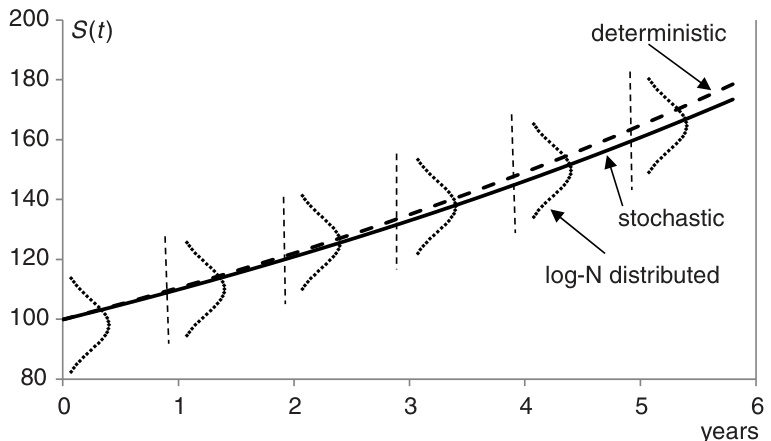 200
S(t)
deterministic
180
160
140
stochastic
120
log-N distributed
100
80
0 1 2 3 4 5 6
years